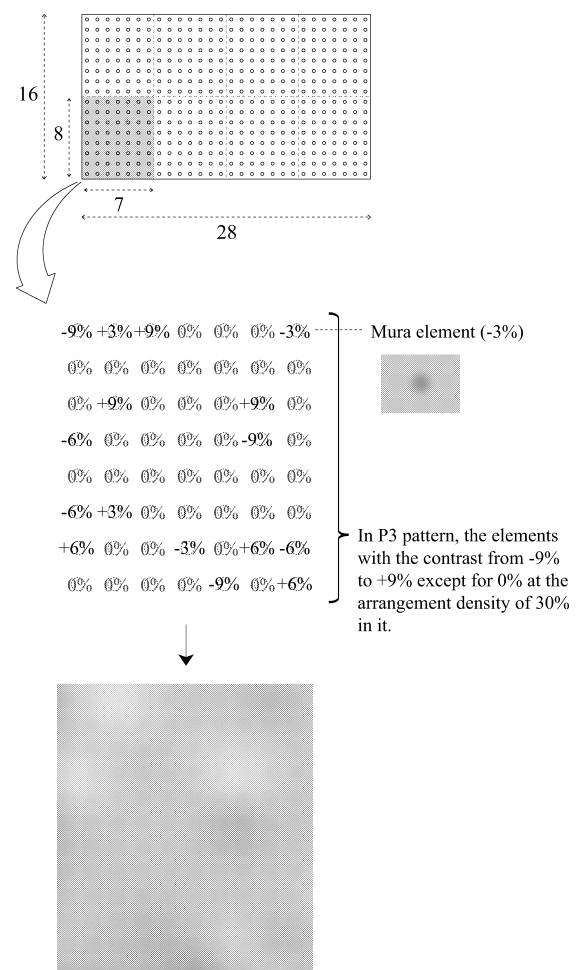 16
8
7
28
-9% +3% +9% 0% 0% 0% -3%
Mura element (-3%)
0% 0% 0% 0% 0% 0% 0%
0% +9% 0% 0% 0% +9% 0%
-6% 0% 0% 0% 0% -9% 0%
0% 0% 0% 0% 0% 0% 0%
-6% +3% 0% 0% 0% 0% 0%
+6% 0% 0% -3% 0% +6% -6%
0% 0% 0% 0% -9% 0% +6%
In P3 pattern, the elements
with the contrast from -9%
to +9% except for 0% at the
arrangement density of 30%
in it.